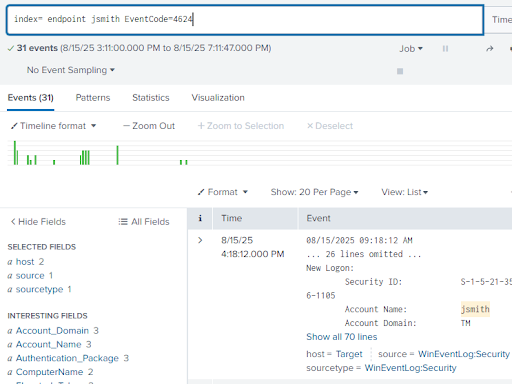 index= endpoint jsmith EventCode=4624
Time
31 events (8/15/25 3:11:00.000 PM to 8/15/25 7:11:47.000 PM)
Job
No Event Sampling
Events (31) Patterns Statistics Visualization
Timeline format — Zoom Out + Zoom to Selection × Deselect
Format Show: 20 Per Page View: List
< Hide Fields All Fields
i Time Event
SELECTED FIELDS
a host 2
a source 1
a sourcetype 1
INTERESTING FIELDS
a Account_Domain 3
a Account_Name 3
a Authentication_Package 3
a ComputerName 2
> 8/15/25
4:18:12.000 PM
08/15/2025 09:18:12 AM
... 26 lines omitted ...
New Logon:
Security ID: S-1-5-21-35
6-1105
Account Name: jsmith
Account Domain: TM
Show all 70 lines
host = Target source = WinEventLog:Security
sourcetype = WinEventLog:Security